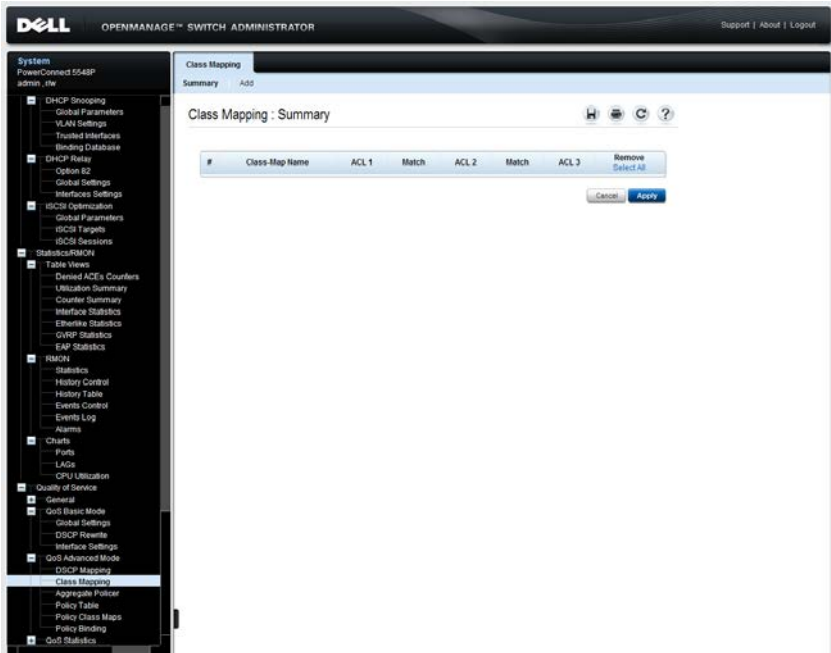 DELL
OPENMANAGE™ SWITCH ADMINISTRATOR
Support | About | Logout
System
PowerConnect 5548P
admin , r/w
DHCP Snooping
Global Parameters
VLAN Settings
Trusted Interfaces
Binding Database
DHCP Relay
Option 82
Global Settings
Interfaces Settings
iSCSI Optimization
Global Parameters
iSCSI Targets
iSCSI Sessions
Statistics/RMON
Table Views
Denied ACEs Counters
Utilization Summary
Counter Summary
Interface Statistics
Etherlike Statistics
GVRP Statistics
EAP Statistics
RMON
Statistics
History Control
History Table
Events Control
Events Log
Alarms
Charts
Ports
LAGs
CPU Utilization
Quality of Service
General
QoS Basic Mode
Global Settings
DSCP Rewrite
Interface Settings
QoS Advanced Mode
DSCP Mapping
Class Mapping
Aggregate Policer
Policy Table
Policy Class Maps
Policy Binding
QoS Statistics
Class Mapping
Summary Add
Class Mapping : Summary
# Class-Map Name ACL 1 Match ACL 2 Match ACL 3 Remove
Select All
Cancel Apply